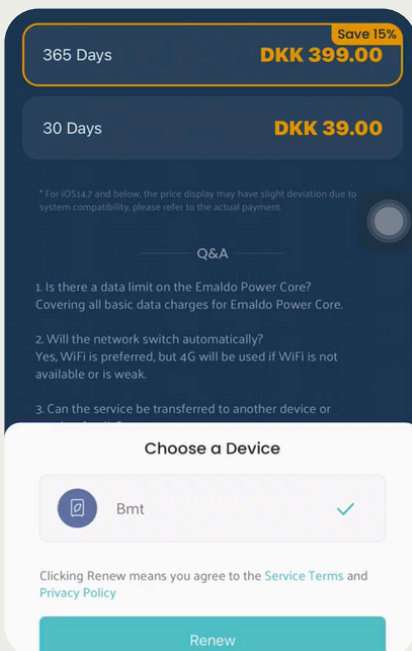 Save 15%
365 Days DKK 399.00
30 Days DKK 39.00
* For iOS14.7 and below, the price display may have slight deviation due to
system compatibility, please refer to the actual payment.
Q&A
1. Is there a data limit on the Emaldo Power Core?
Covering all basic data charges for Emaldo Power Core.
2. Will the network switch automatically?
Yes, WiFi is preferred, but 4G will be used if WiFi is not
available or is weak.
3. Can the service be transferred to another device or
Choose a Device
Bmt
Clicking Renew means you agree to the Service Terms and
Privacy Policy
Renew